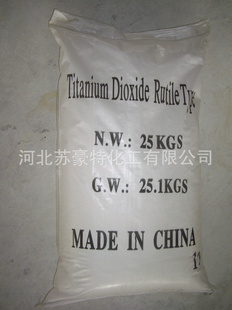 Titanium Dioxide Rutile Type
N.W.: 25KGS
河北苏豪特化工有限公司
G.W.: 25.1KGS
MADE IN CHINA